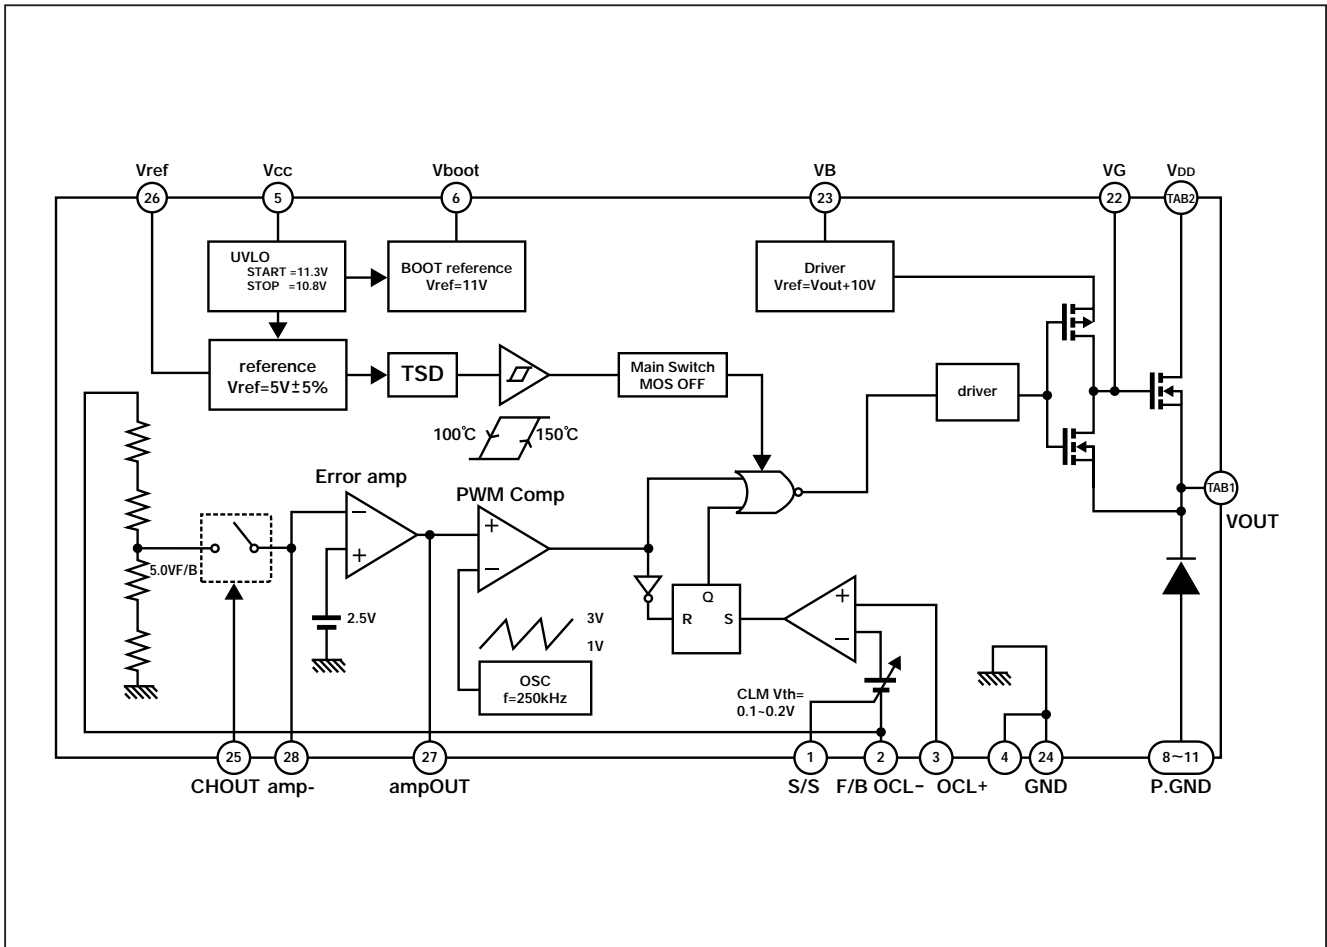 Vref
Vcc
Vboot
VB
VG
VDD
26
5
6
23
22
TAB2
UVLO
START =11.3V
STOP =10.8V
BOOT reference
Vref=11V
Driver
Vref=Vout+10V
reference
Vref=5V±5%
TSD
Main Switch
MOS OFF
driver
100℃
150℃
Error amp
PWM Comp
TAB1
VOUT
5.0VF/B
2.5V
3V
1V
OSC
f=250kHz
Q
R
S
CLM Vth=
0.1~0.2V
25
28
27
1
2
3
4
24
8~11
CHOUT
amp-
ampOUT
S/S
F/B OCL−
OCL+
GND
P.GND